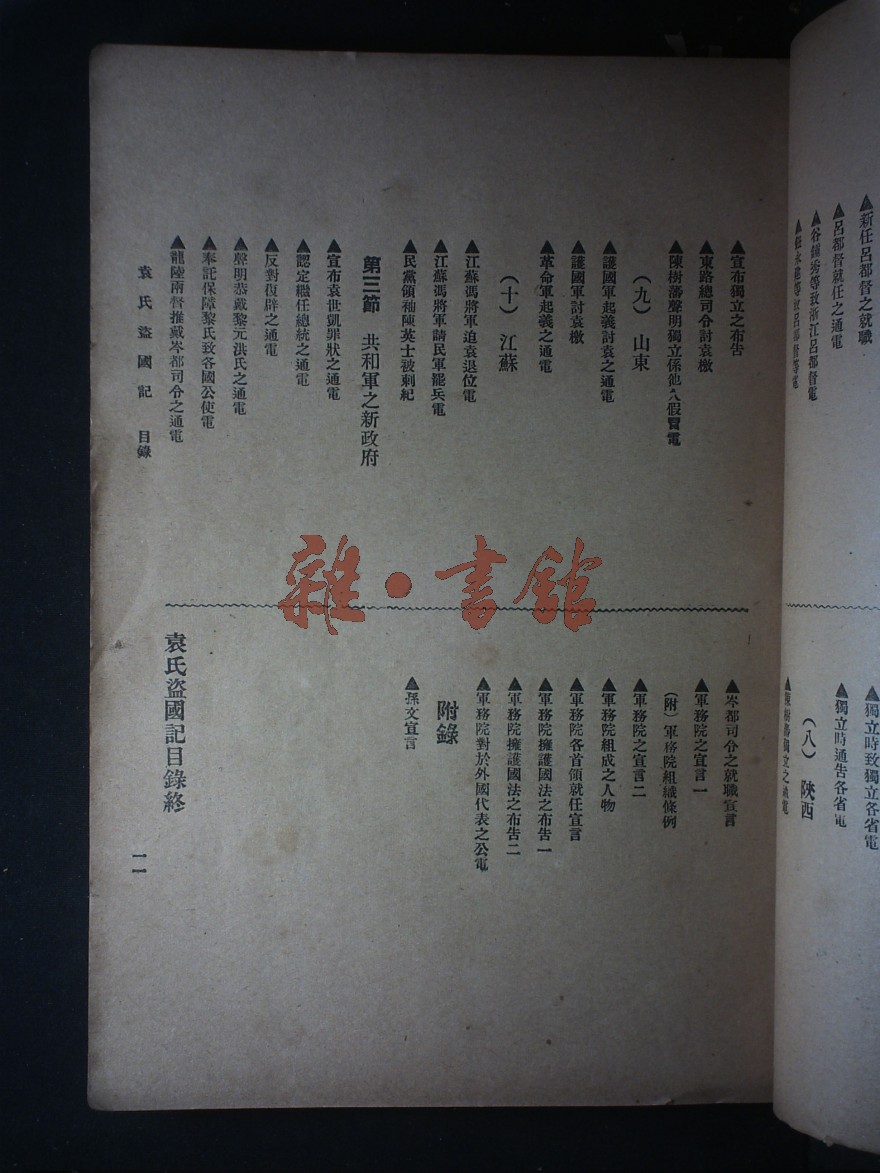 ▲新任呂都督之就職
▲呂都督就任之通電
▲谷鍾秀等致浙江呂都督電
▲獨立時致獨立各省電
▲獨立時通告各省電
(八) 陝西
▲宣布獨立之布告
▲東路總司令討袁檄
▲陳樹藩聲明獨立係他人假冒電
(九) 山東
▲護國軍起義討袁之通電
▲護國軍討袁檄
▲革命軍起義之通電
(十) 江蘇
▲江蘇馮將軍迫袁退位電
▲江蘇馮將軍請民軍罷兵電
▲民黨領袖陳英士被刺紀
第三節 共和軍之新政府
▲宣布袁世凱罪狀之通電
▲認定繼任總統之通電
▲反對復辟之通電
▲聲明恭戴黎元洪氏之通電
▲奉託保障黎氏致各國公使電
▲龍陸兩督推戴岑都司令之通電
▲岑都司令之就職宣言
▲軍務院之宣言一
(附)軍務院組織條例
▲軍務院之宣言二
▲軍務院組成之人物
▲軍務院各首領就任宣言
▲軍務院擁護國法之布告一
▲軍務院擁護國法之布告二
▲軍務院對於外國代表之公電
附錄
▲孫文宣言
袁氏盜國記目錄終
袁氏盜國記 目錄
一一
雜·書館